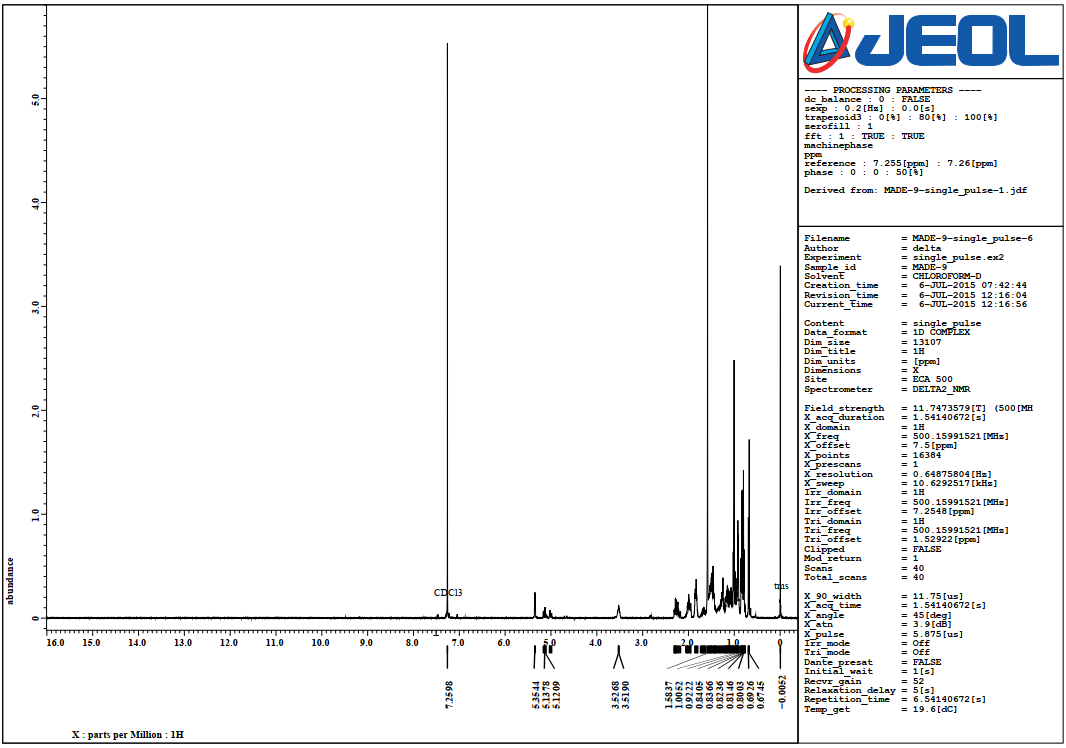 JEOL
---- PROCESSING PARAMETERS ----
dc_balance : 0 : FALSE
sexp : 0.2[Hz] : 0.0[s]
trapezoid3 : 0[%] : 80[%] : 100[%]
zerofill : 1
fft : 1 : TRUE : TRUE
machinephase
ppm
reference : 7.255[ppm] : 7.26[ppm]
phase : 0 : 0 : 50[%]
Derived from: MADE-9-single_pulse-1.jdf
Filename = MADE-9-single_pulse-6
Author = delta
Experiment = single_pulse.ex2
Sample_id = MADE-9
Solvent = CHLOROFORM-D
Creation_time = 6-JUL-2015 07:42:44
Revision_time = 6-JUL-2015 12:16:04
Current_time = 6-JUL-2015 12:16:56
Content = single_pulse
Data_format = 1D COMPLEX
Dim_size = 13107
Dim_title = 1H
Dim_units = [ppm]
Dimensions = X
Site = ECA 500
Spectrometer = DELTA2_NMR
Field_strength = 11.7473579[T] (500[MH
X_acq_duration = 1.54140672[s]
X_domain = 1H
X_freq = 500.15991521[MHz]
X_offset = 7.5[ppm]
X_points = 16384
X_prescans = 1
X_resolution = 0.64875804[Hz]
X_sweep = 10.6292517[kHz]
Irr_domain = 1H
Irr_freq = 500.15991521[MHz]
Irr_offset = 7.2548[ppm]
Tri_domain = 1H
Tri_freq = 500.15991521[MHz]
Tri_offset = 1.52922[ppm]
Clipped = FALSE
Mod_return = 1
Scans = 40
Total_scans = 40
X_90_width = 11.75[us]
X_acq_time = 1.54140672[s]
X_angle = 45[deg]
X_atn = 3.9[dB]
X_pulse = 5.875[us]
Irr_mode = Off
Tri_mode = Off
Dante_presat = FALSE
Initial_wait = 1[s]
Recvr_gain = 52
Relaxation_delay = 5[s]
Repetition_time = 6.54140672[s]
Temp_get = 19.6[dC]
abundance
5.0
4.0
3.0
2.0
1.0
0
CDCl3
tms
16.0 15.0 14.0 13.0 12.0 11.0 10.0 9.0 8.0 7.0 6.0 5.0 4.0 3.0 2.0 1.0 0
7.2598
5.3544
5.1378
5.1209
3.5268
3.5190
1.5837
1.0052
0.9222
0.8405
0.8366
0.8236
0.8146
0.8003
0.6926
0.6745
-0.0052
X : parts per Million : 1H